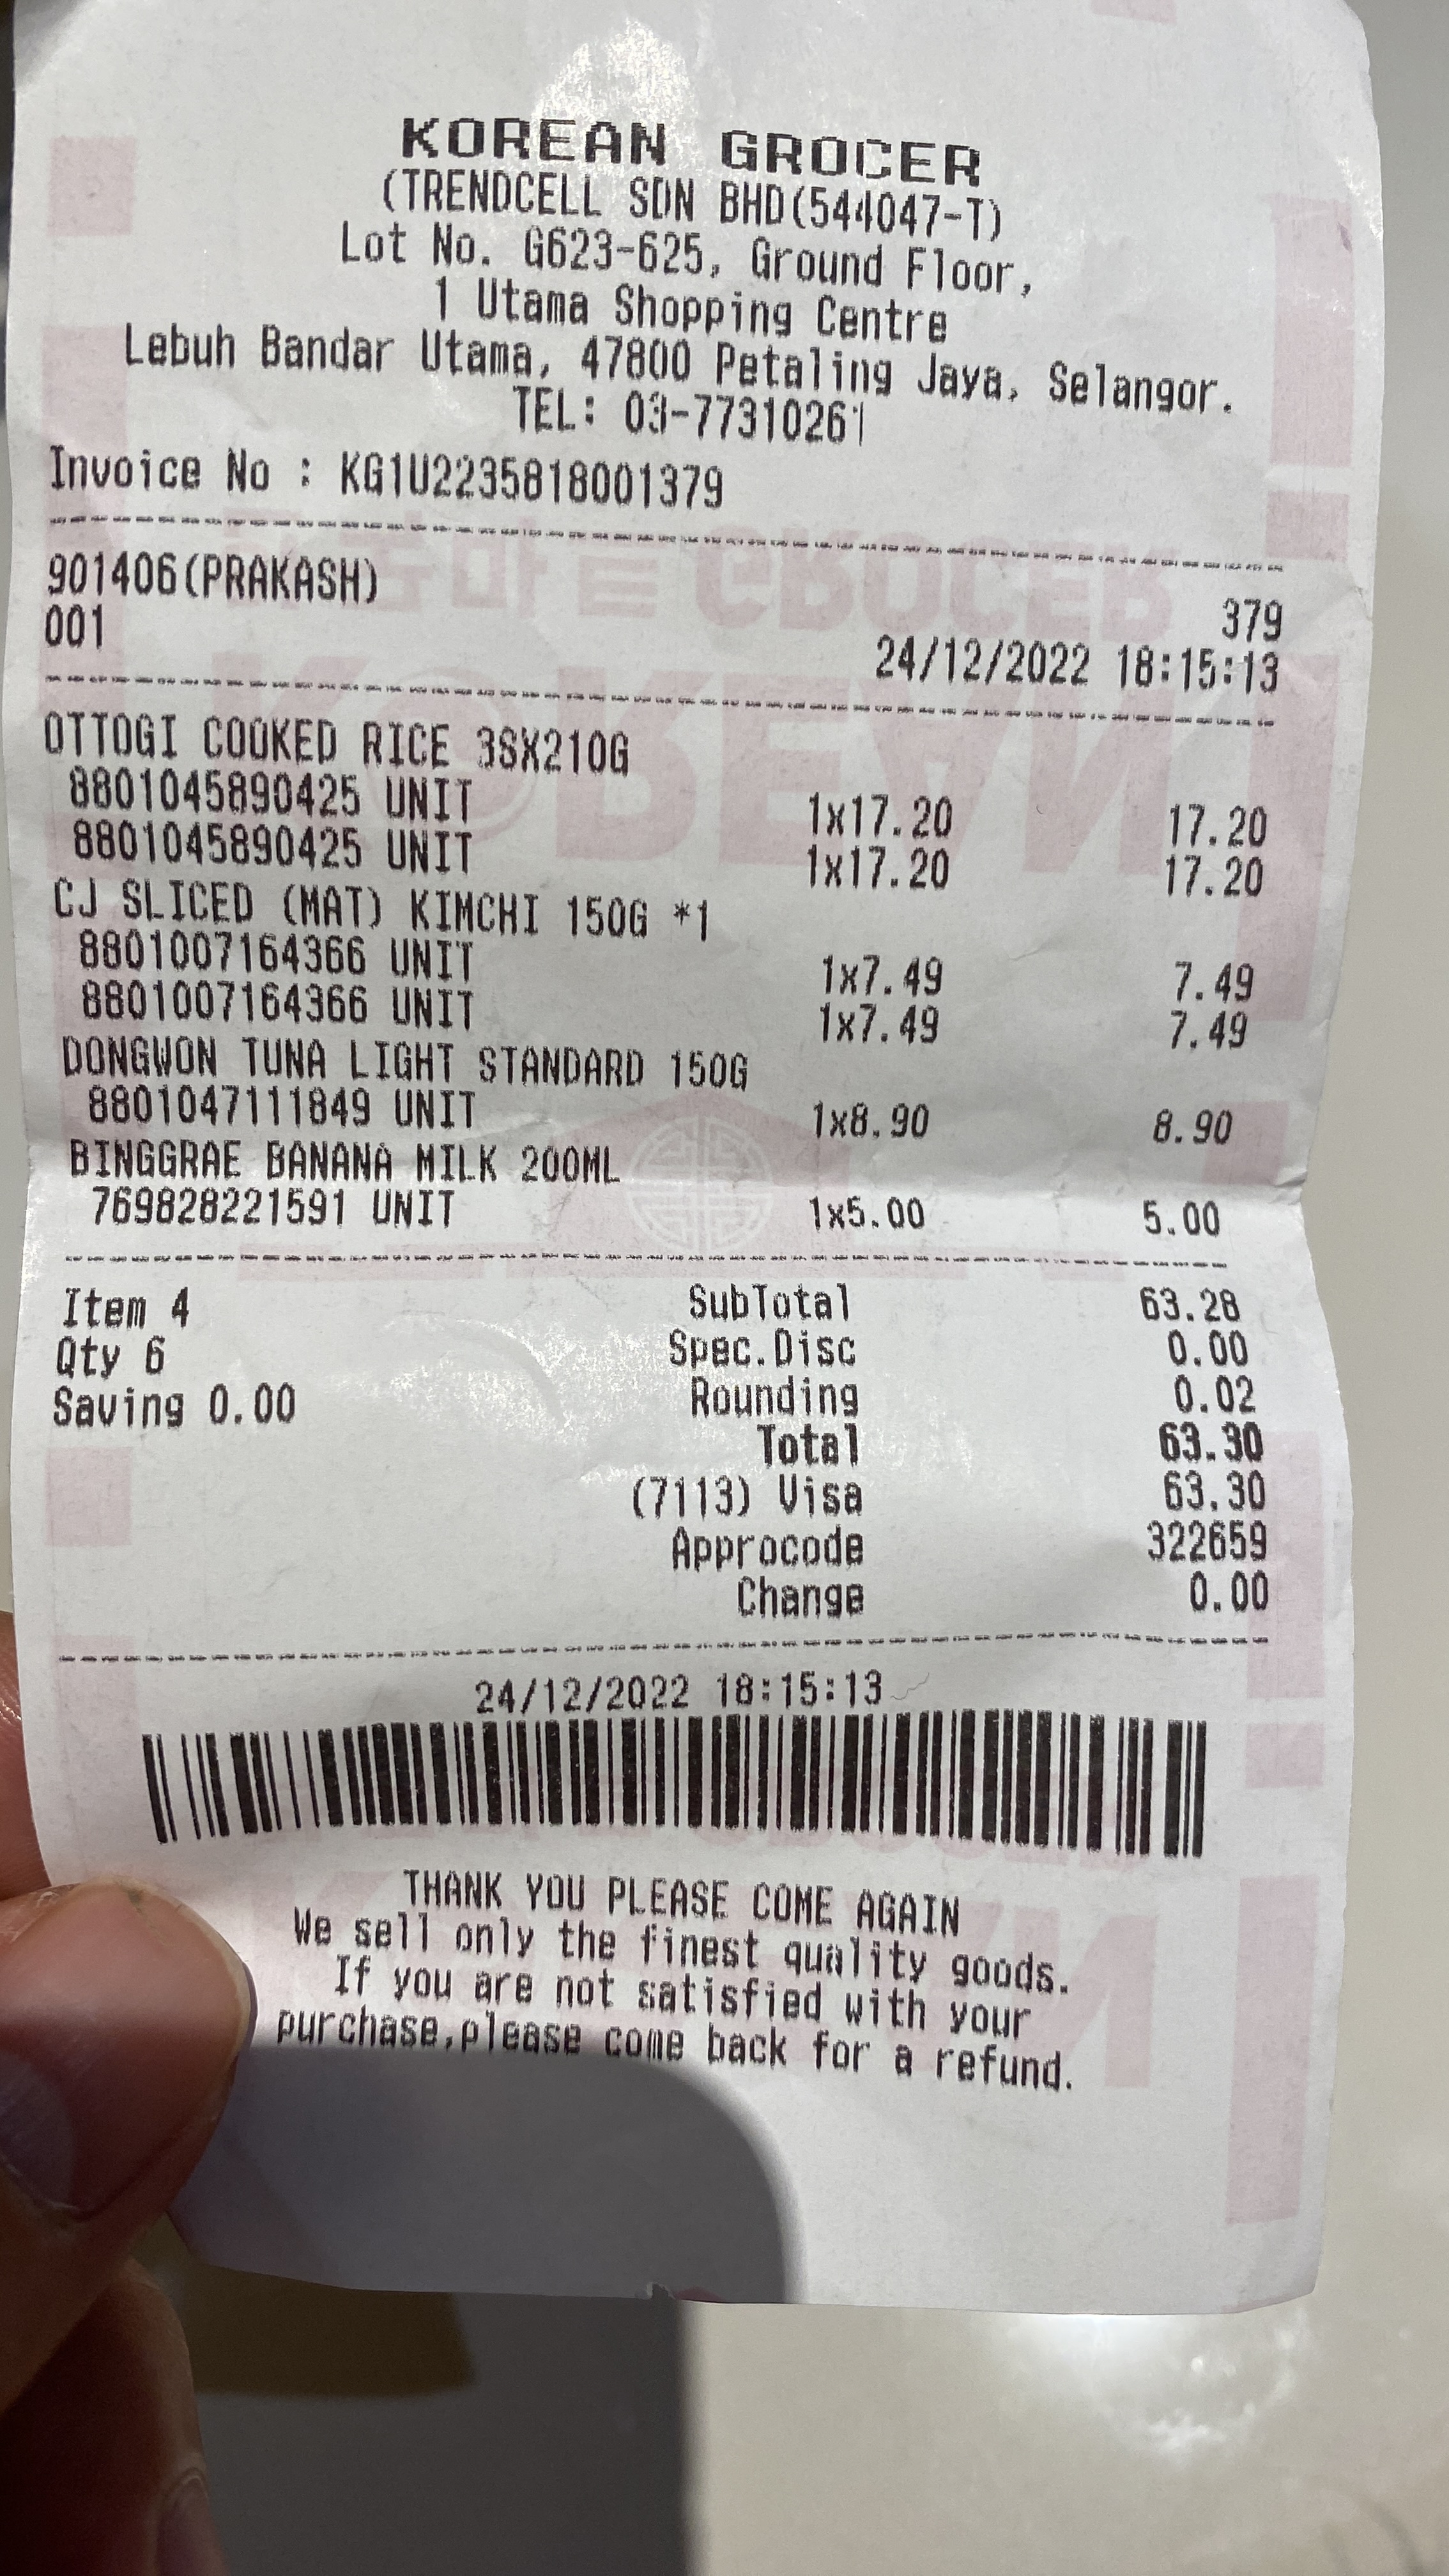 KOREAN GROCER
(TRENDCELL SDN BHD(544047-T)
Lot No. G623-625, Ground Floor,
1 Utama Shopping Centre
Lebuh Bandar Utama, 47800 Petaling Jaya, Selangor.
TEL: 03-77310261
Invoice No : KG1U2235818001379
901406(PRAKASH) 379
001 24/12/2022 18:15:13
OTTOGI COOKED RICE 3SX210G
8801045890425 UNIT 1x17.20 17.20
8801045890425 UNIT 1x17.20 17.20
CJ SLICED (MAT) KIMCHI 150G *1
8801007164366 UNIT 1x7.49 7.49
8801007164366 UNIT 1x7.49 7.49
DONGWON TUNA LIGHT STANDARD 150G
8801047111849 UNIT 1x8.90 8.90
BINGGRAE BANANA MILK 200ML
769828221591 UNIT 1x5.00 5.00
Item 4 SubTotal 63.28
Qty 6 Spec.Disc 0.00
Saving 0.00 Rounding 0.02
Total 63.30
(7113) Visa 63.30
Approcode 322659
Change 0.00
24/12/2022 18:15:13
THANK YOU PLEASE COME AGAIN
We sell only the finest quality goods.
If you are not satisfied with your
purchase,please come back for a refund.